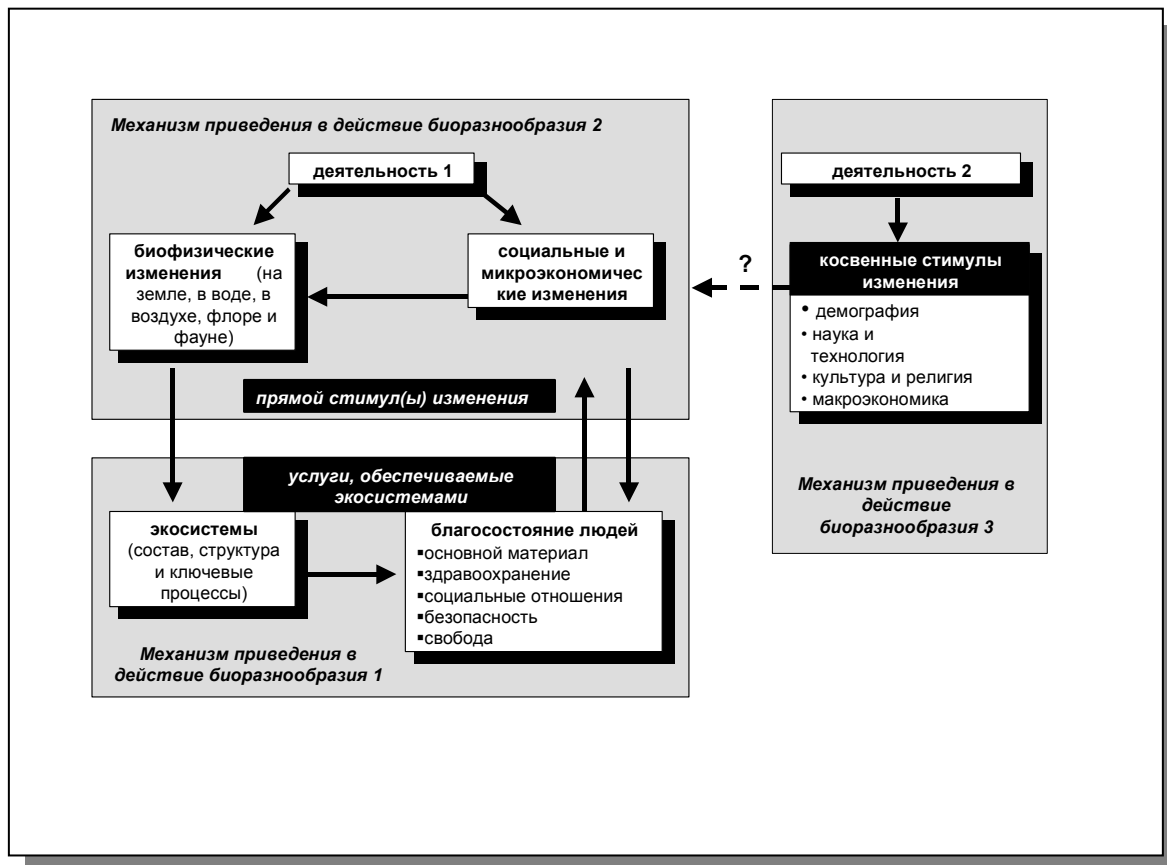 Механизм приведения в действие биоразнообразия 2
деятельность 1
биофизические
изменения (на
земле, в воде, в
воздухе, флоре и
фауне)
социальные и
микроэкономичес
кие изменения
прямой стимул(ы) изменения
?
деятельность 2
косвенные стимулы
изменения
• демография
• наука и
технология
• культура и религия
• макроэкономика
Механизм приведения в
действие
биоразнообразия 3
услуги, обеспечиваемые
экосистемами
экосистемы
(состав, структура
и ключевые
процессы)
благосостояние людей
▪основной материал
▪здравоохранение
▪социальные отношения
▪безопасность
▪свобода
Механизм приведения в
действие биоразнообразия 1